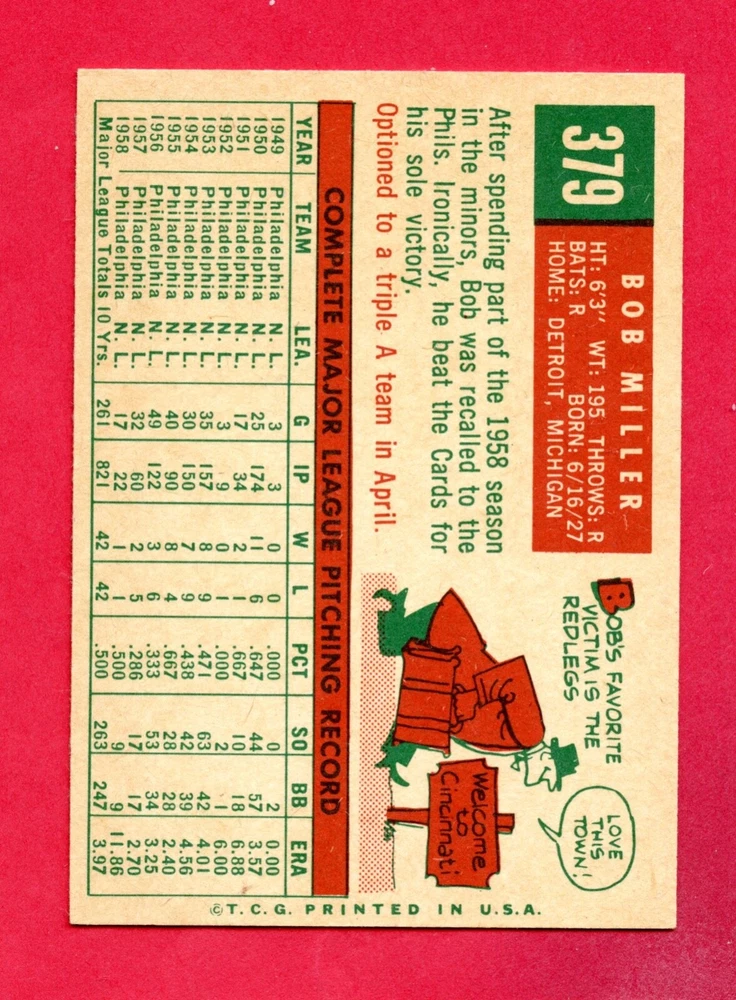 379
BOB MILLER
HT: 6'3" WT: 195 THROWS: R
BATS: R BORN: 6/16/27
HOME: DETROIT, MICHIGAN
After spending part of the 1958 season
in the minors, Bob was recalled to the
Phils. Ironically, he beat the Cards for
his sole victory.
Optioned to a triple A team in April.
BOB'S FAVORITE
VICTIM IS THE
REDLEGS
LOVE
THIS
TOWN!
Welcome
to
Cincinnati
COMPLETE MAJOR LEAGUE PITCHING RECORD
YEAR TEAM LEA. G IP W L PCT SO BB ERA
1949 Philadelphia N. L. 3 3 0 0 .000 0 2 0.00
1950 Philadelphia N. L. 25 174 11 6 .647 44 57 3.57
1951 Philadelphia N. L. 17 34 2 1 .667 10 18 6.88
1952 Philadelphia N. L. 3 9 0 1 .000 2 1 6.00
1953 Philadelphia N. L. 35 157 8 9 .471 63 42 4.01
1954 Philadelphia N. L. 30 150 7 9 .438 42 39 4.56
1955 Philadelphia N. L. 40 90 8 4 .667 28 28 2.40
1956 Philadelphia N. L. 49 122 3 6 .333 53 34 3.25
1957 Philadelphia N. L. 32 60 2 5 .286 17 17 2.70
1958 Philadelphia N. L. 17 22 1 1 .500 9 9 11.86
Major League Totals 10 Yrs. 261 821 42 42 .500 263 247 3.97
©T.C.G. PRINTED IN U.S.A.